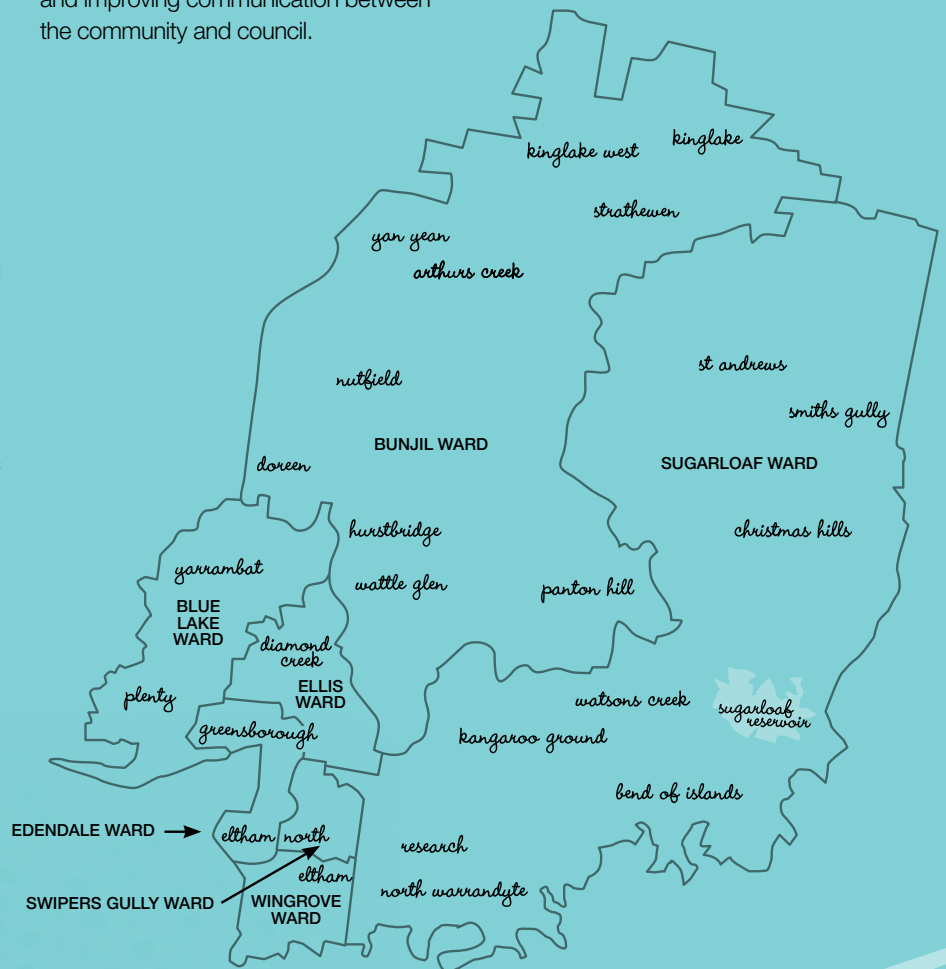 and improving communication between
the community and council.
kinglake west
kinglake
strathewen
yan yean
arthurs creek
st andrews
nutfield
smiths gully
BUNJIL WARD
SUGARLOAF WARD
doreen
hurstbridge
christmas hills
yarrambat
wattle glen
panton hill
BLUE
LAKE
WARD
diamond
creek
ELLIS
WARD
plenty
watsons creek
sugarloaf
reservoir
greensborough
kangaroo ground
bend of islands
EDENDALE WARD
eltham north
research
eltham
north warrandyte
SWIPERS GULLY WARD
WINGROVE
WARD